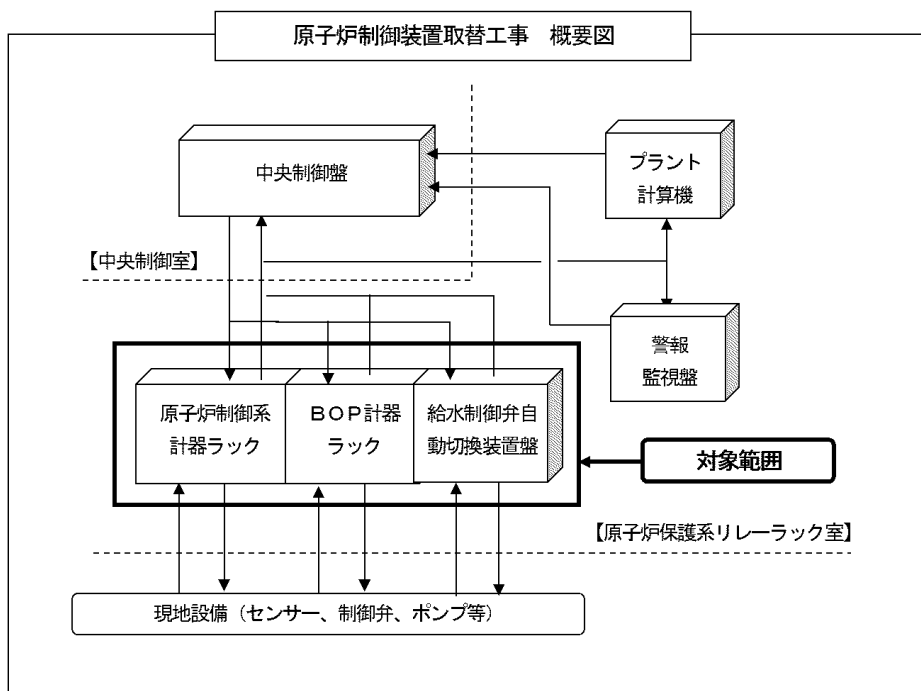 原子炉制御装置取替工事　概要図
中央制御盤
プラント
計算機
【中央制御室】
警報
監視盤
原子炉制御系
計器ラック
ＢＯＰ計器
ラック
給水制御弁自
動切換装置盤
対象範囲
【原子炉保護系リレーラック室】
現地設備（センサー、制御弁、ポンプ等）